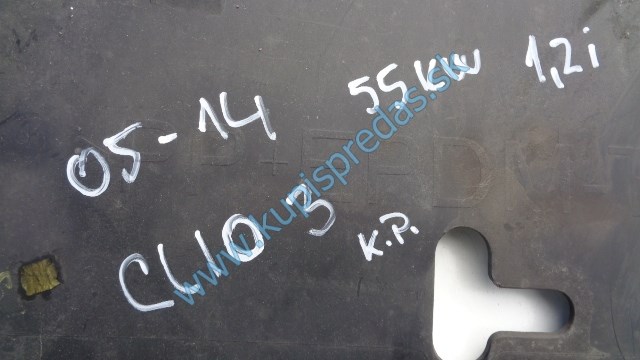 55KW 1,2i
05-14
CLIO 3
K.P.
www.kupispredas.sk